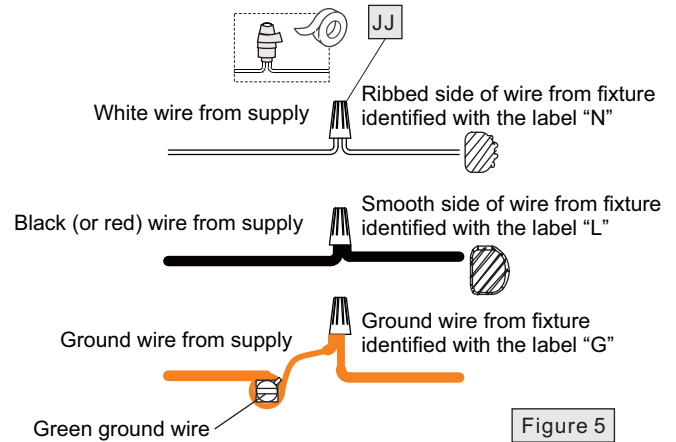 JJ
White wire from supply
Ribbed side of wire from fixture
identified with the label “N”
Black (or red) wire from supply
Smooth side of wire from fixture
identified with the label “L”
Ground wire from supply
Ground wire from fixture
identified with the label “G”
Green ground wire
Figure 5